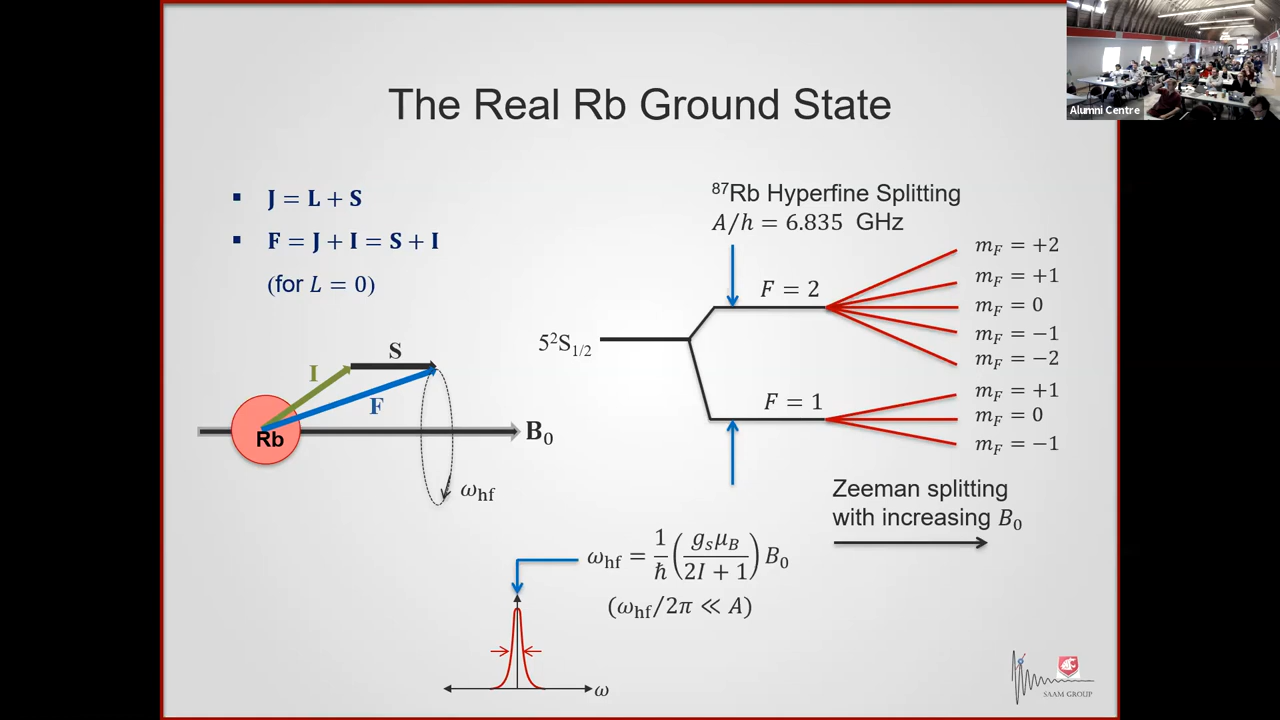 Alumni Centre
The Real Rb Ground State
▪ J = L + S
▪ F = J + I = S + I
(for L = 0)
⁸⁷Rb Hyperfine Splitting
A/h = 6.835 GHz
F = 2
m_F = +2
m_F = +1
m_F = 0
m_F = −1
m_F = −2
5²S₁/₂
F = 1
m_F = +1
m_F = 0
m_F = −1
S
I
F
Rb
B₀
ω_hf
Zeeman splitting
with increasing B₀
ω_hf = 1/ħ (g_s μ_B / 2I + 1) B₀
(ω_hf/2π ≪ A)
ω
SAAM GROUP